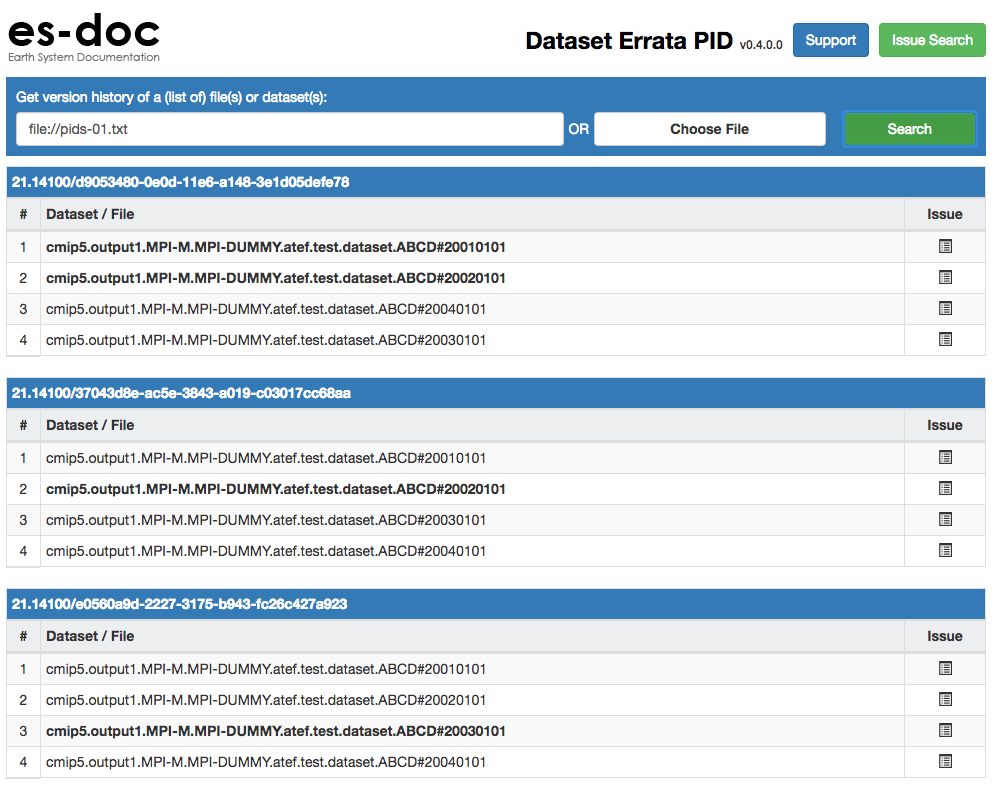 es-doc
Earth System Documentation
Dataset Errata PID v0.4.0.0 Support Issue Search
Get version history of a (list of) file(s) or dataset(s):
file://pids-01.txt OR Choose File Search
21.14100/d9053480-0e0d-11e6-a148-3e1d05defe78
# Dataset / File Issue
1 cmip5.output1.MPI-M.MPI-DUMMY.atef.test.dataset.ABCD#20010101
2 cmip5.output1.MPI-M.MPI-DUMMY.atef.test.dataset.ABCD#20020101
3 cmip5.output1.MPI-M.MPI-DUMMY.atef.test.dataset.ABCD#20040101
4 cmip5.output1.MPI-M.MPI-DUMMY.atef.test.dataset.ABCD#20030101
21.14100/37043d8e-ac5e-3843-a019-c03017cc68aa
# Dataset / File Issue
1 cmip5.output1.MPI-M.MPI-DUMMY.atef.test.dataset.ABCD#20010101
2 cmip5.output1.MPI-M.MPI-DUMMY.atef.test.dataset.ABCD#20020101
3 cmip5.output1.MPI-M.MPI-DUMMY.atef.test.dataset.ABCD#20030101
4 cmip5.output1.MPI-M.MPI-DUMMY.atef.test.dataset.ABCD#20040101
21.14100/e0560a9d-2227-3175-b943-fc26c427a923
# Dataset / File Issue
1 cmip5.output1.MPI-M.MPI-DUMMY.atef.test.dataset.ABCD#20010101
2 cmip5.output1.MPI-M.MPI-DUMMY.atef.test.dataset.ABCD#20020101
3 cmip5.output1.MPI-M.MPI-DUMMY.atef.test.dataset.ABCD#20030101
4 cmip5.output1.MPI-M.MPI-DUMMY.atef.test.dataset.ABCD#20040101